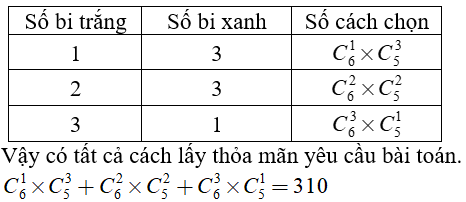 Số bi trắng Số bi xanh Số cách chọn
1 3 $C_6^1 \times C_5^3$
2 3 $C_6^2 \times C_5^2$
3 1 $C_6^3 \times C_5^1$
Vậy có tất cả cách lấy thỏa mãn yêu cầu bài toán.
$C_6^1 \times C_5^3 + C_6^2 \times C_5^2 + C_6^3 \times C_5^1 = 310$